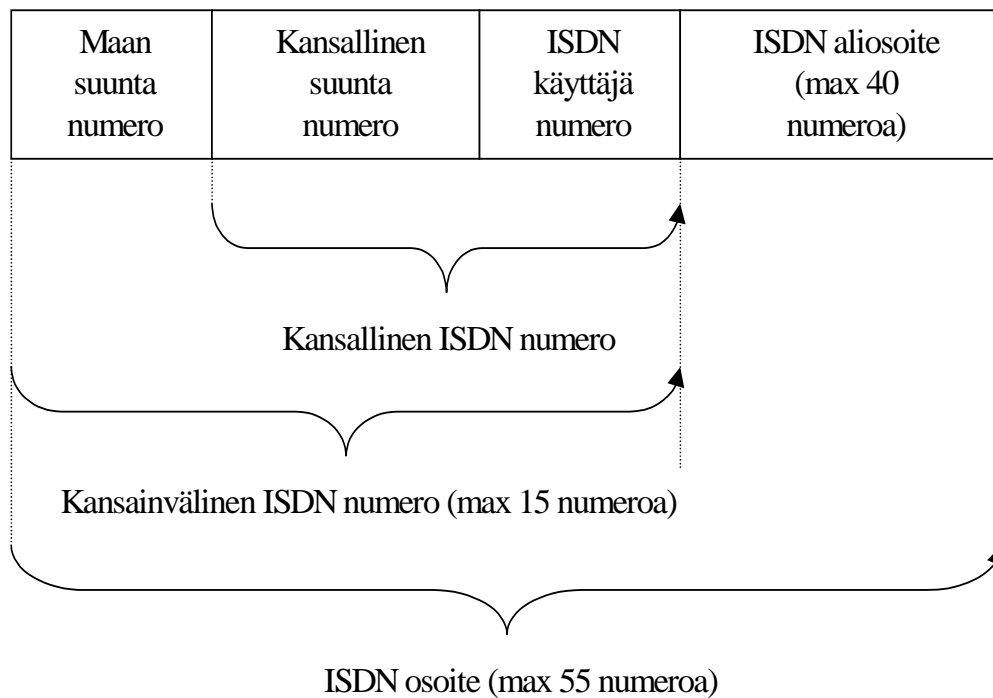 Maan
suunta
numero
Kansallinen
suunta
numero
ISDN
käyttäjä
numero
ISDN aliosoite
(max 40
numeroa)
Kansallinen ISDN numero
Kansainvälinen ISDN numero (max 15 numeroa)
ISDN osoite (max 55 numeroa)